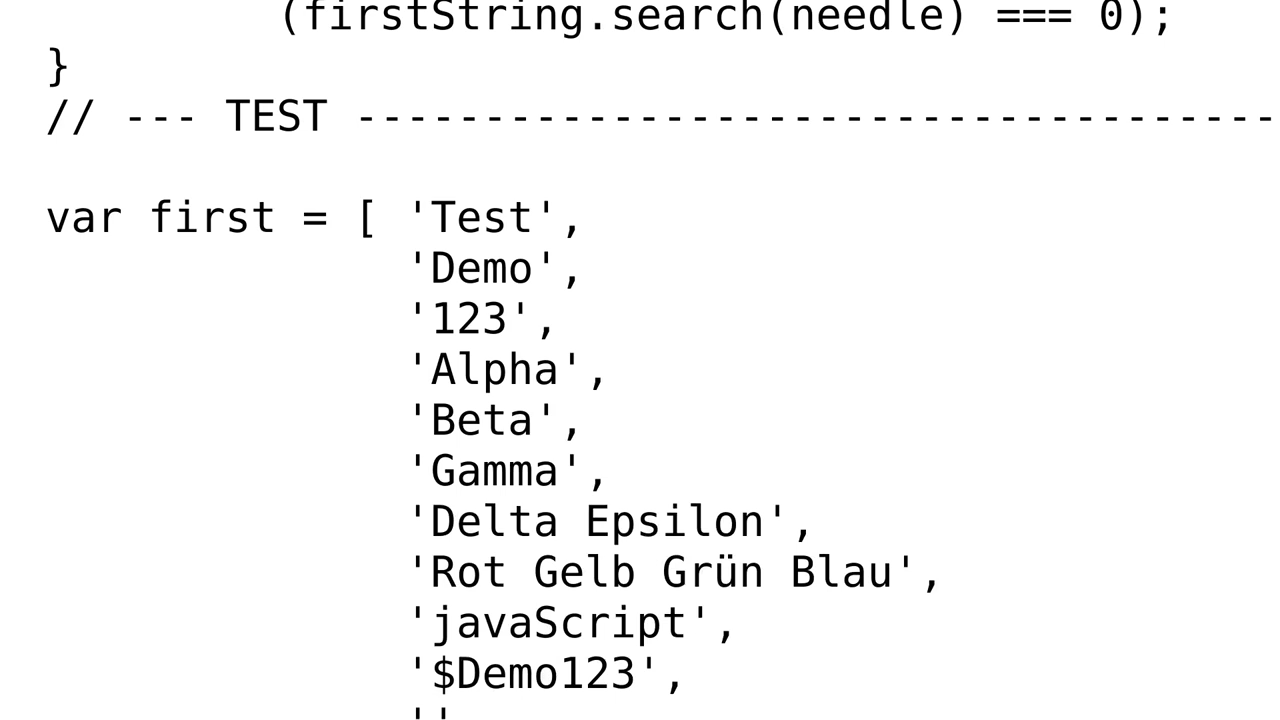 (firstString.search(needle) === 0);
}
// --- TEST ------------------------------------
var first = [ 'Test',
'Demo',
'123',
'Alpha',
'Beta',
'Gamma',
'Delta Epsilon',
'Rot Gelb Grün Blau',
'javaScript',
'$Demo123',